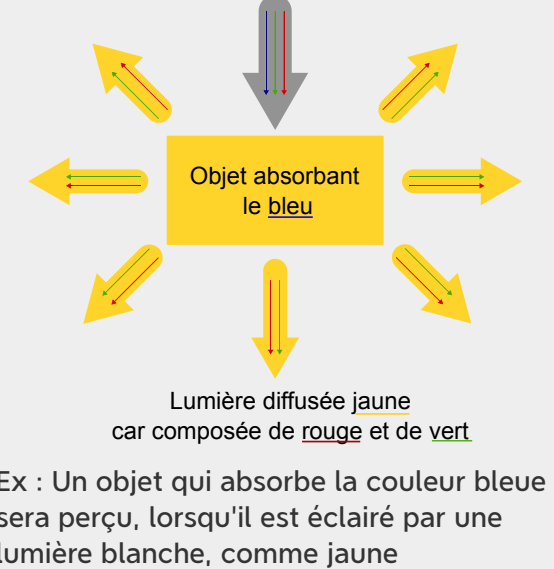 Objet absorbant
le bleu
Lumière diffusée jaune
car composée de rouge et de vert
Ex : Un objet qui absorbe la couleur bleue
sera perçu, lorsqu'il est éclairé par une
lumière blanche, comme jaune